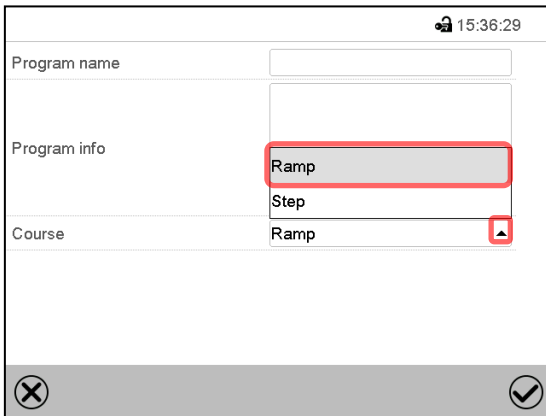 15:36:29
Program name
Program info
Ramp
Step
Course
Ramp